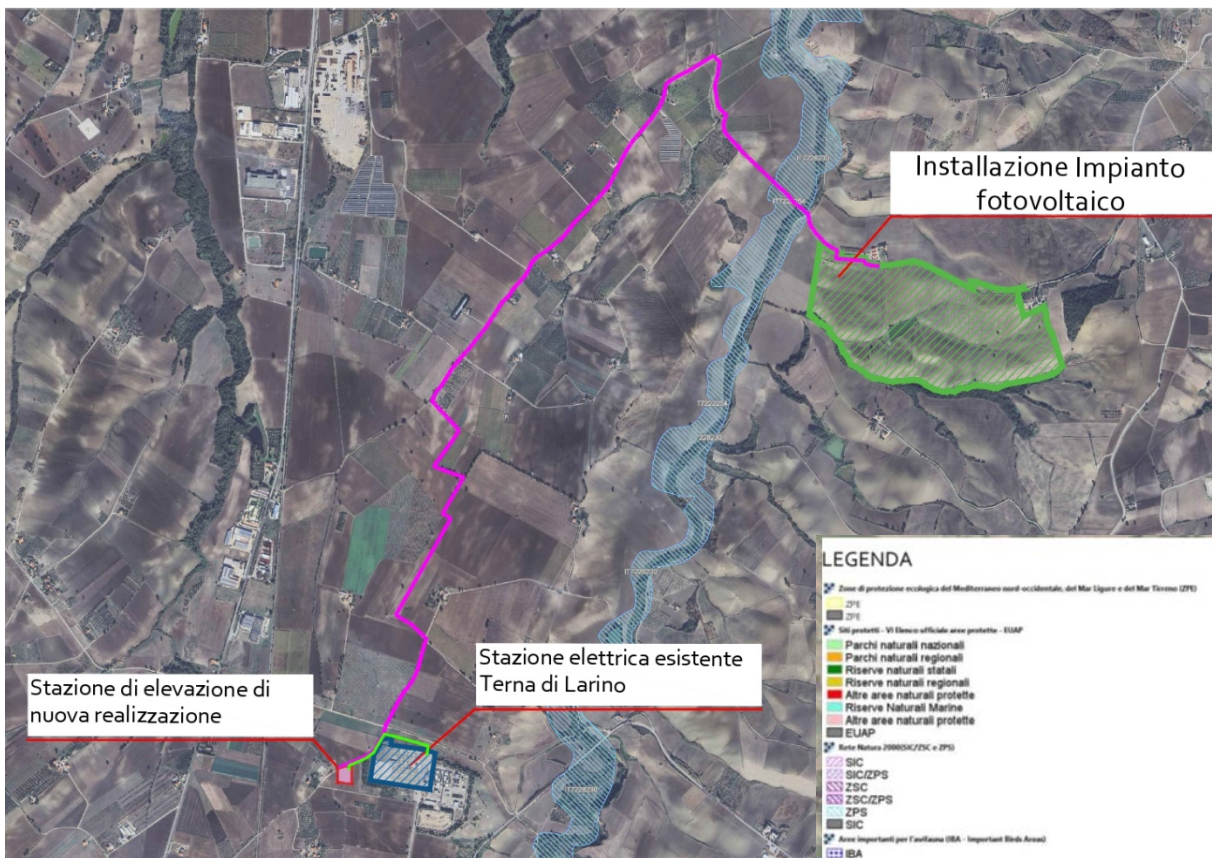 Installazione Impianto
fotovoltaico
Stazione elettrica esistente
Terna di Larino
Stazione di elevazione di
nuova realizzazione
IT7228230
LEGENDA
Zone di protezione ecologica del Mediterraneo nord-occidentale, del Mar Ligure e del Mar Tirreno (ZPE)
ZPE
ZPE
Siti protetti - VI Elenco ufficiale aree protette - EUAP
Parchi naturali nazionali
Parchi naturali regionali
Riserve naturali statali
Riserve naturali regionali
Altre aree naturali protette
Riserve Naturali Marine
Altre aree naturali protette
EUAP
Rete Natura 2000(SIC/ZSC e ZPS)
SIC
SIC/ZPS
ZSC
ZSC/ZPS
ZPS
SIC
Aree importanti per l'avifauna (IBA - Important Birds Areas)
IBA